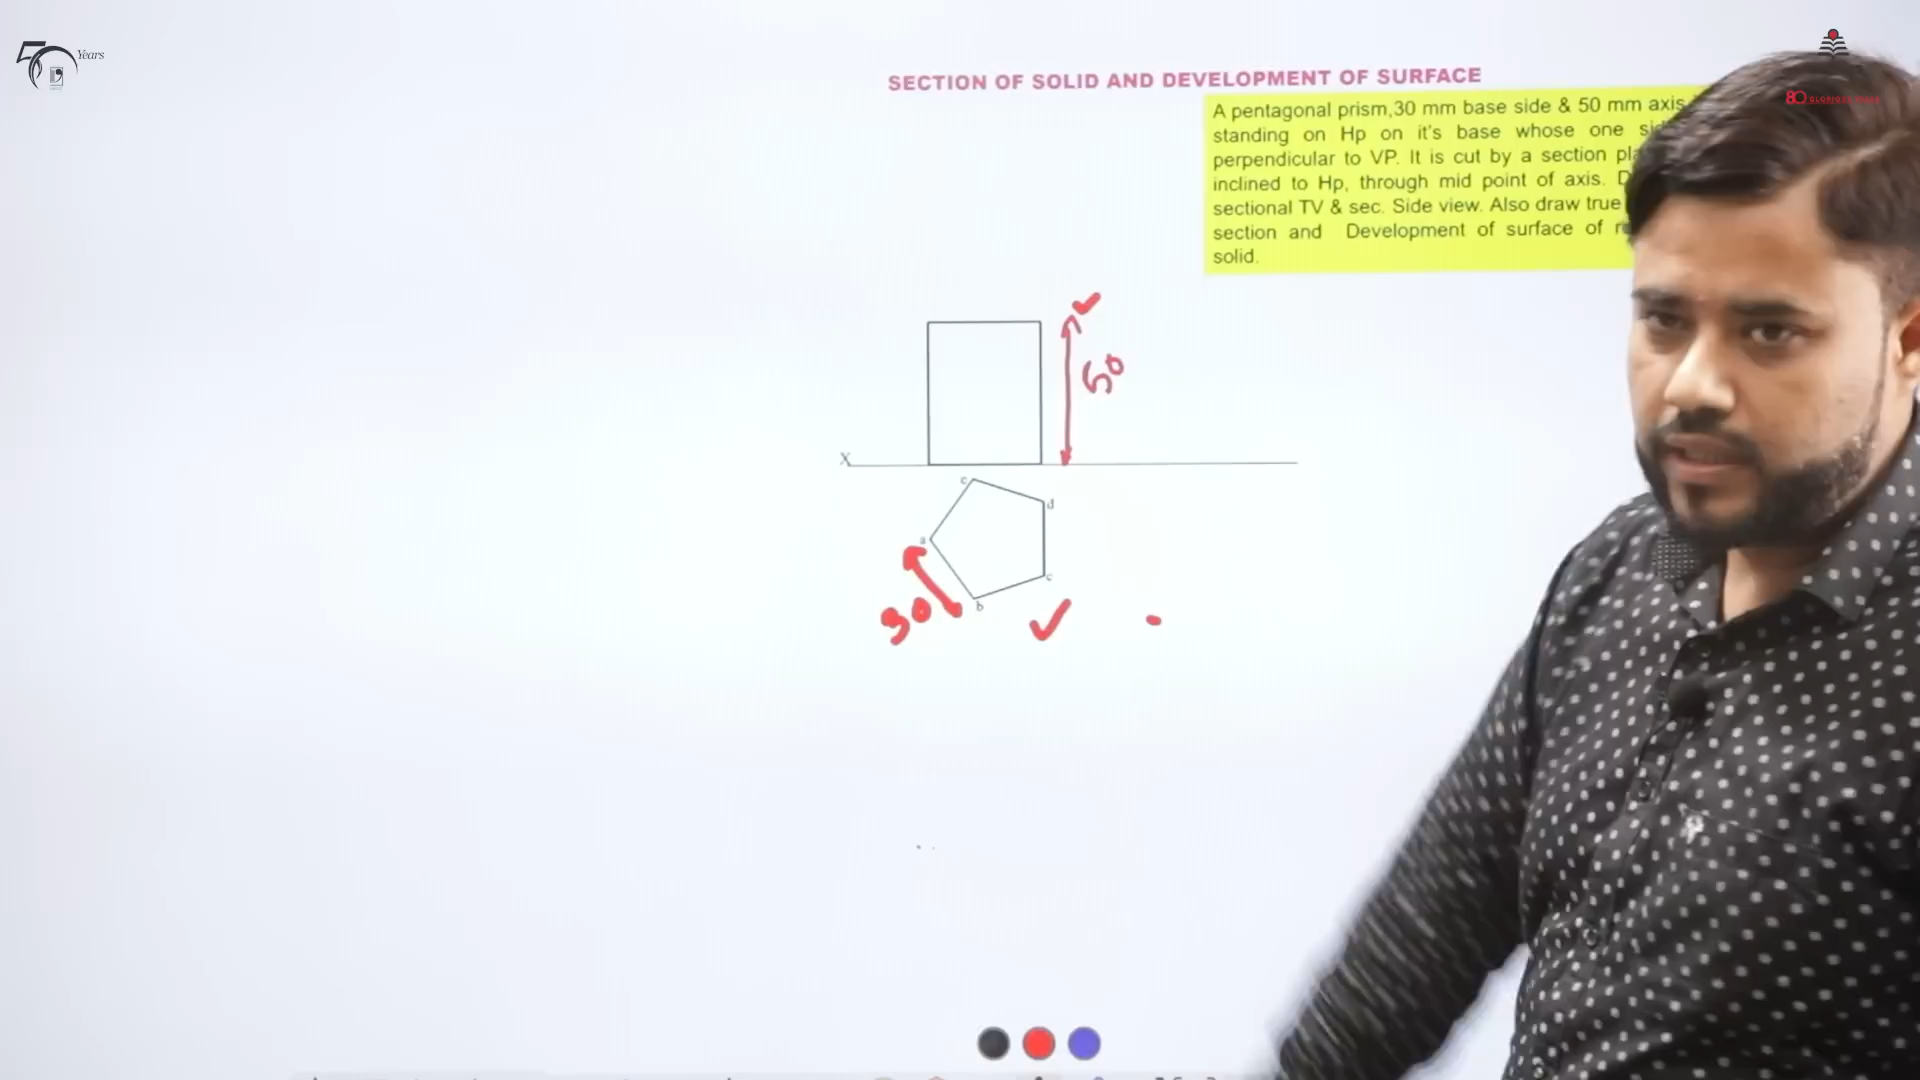 50 Years
SECTION OF SOLID AND DEVELOPMENT OF SURFACE
A pentagonal prism,30 mm base side & 50 mm axis
standing on Hp on it's base whose one
perpendicular to VP. It is cut by a section
inclined to Hp, through mid point of axis.
sectional TV & sec. Side view. Also draw true
section and Development of surface of
solid.
50
X
c
d
a
c
b
30